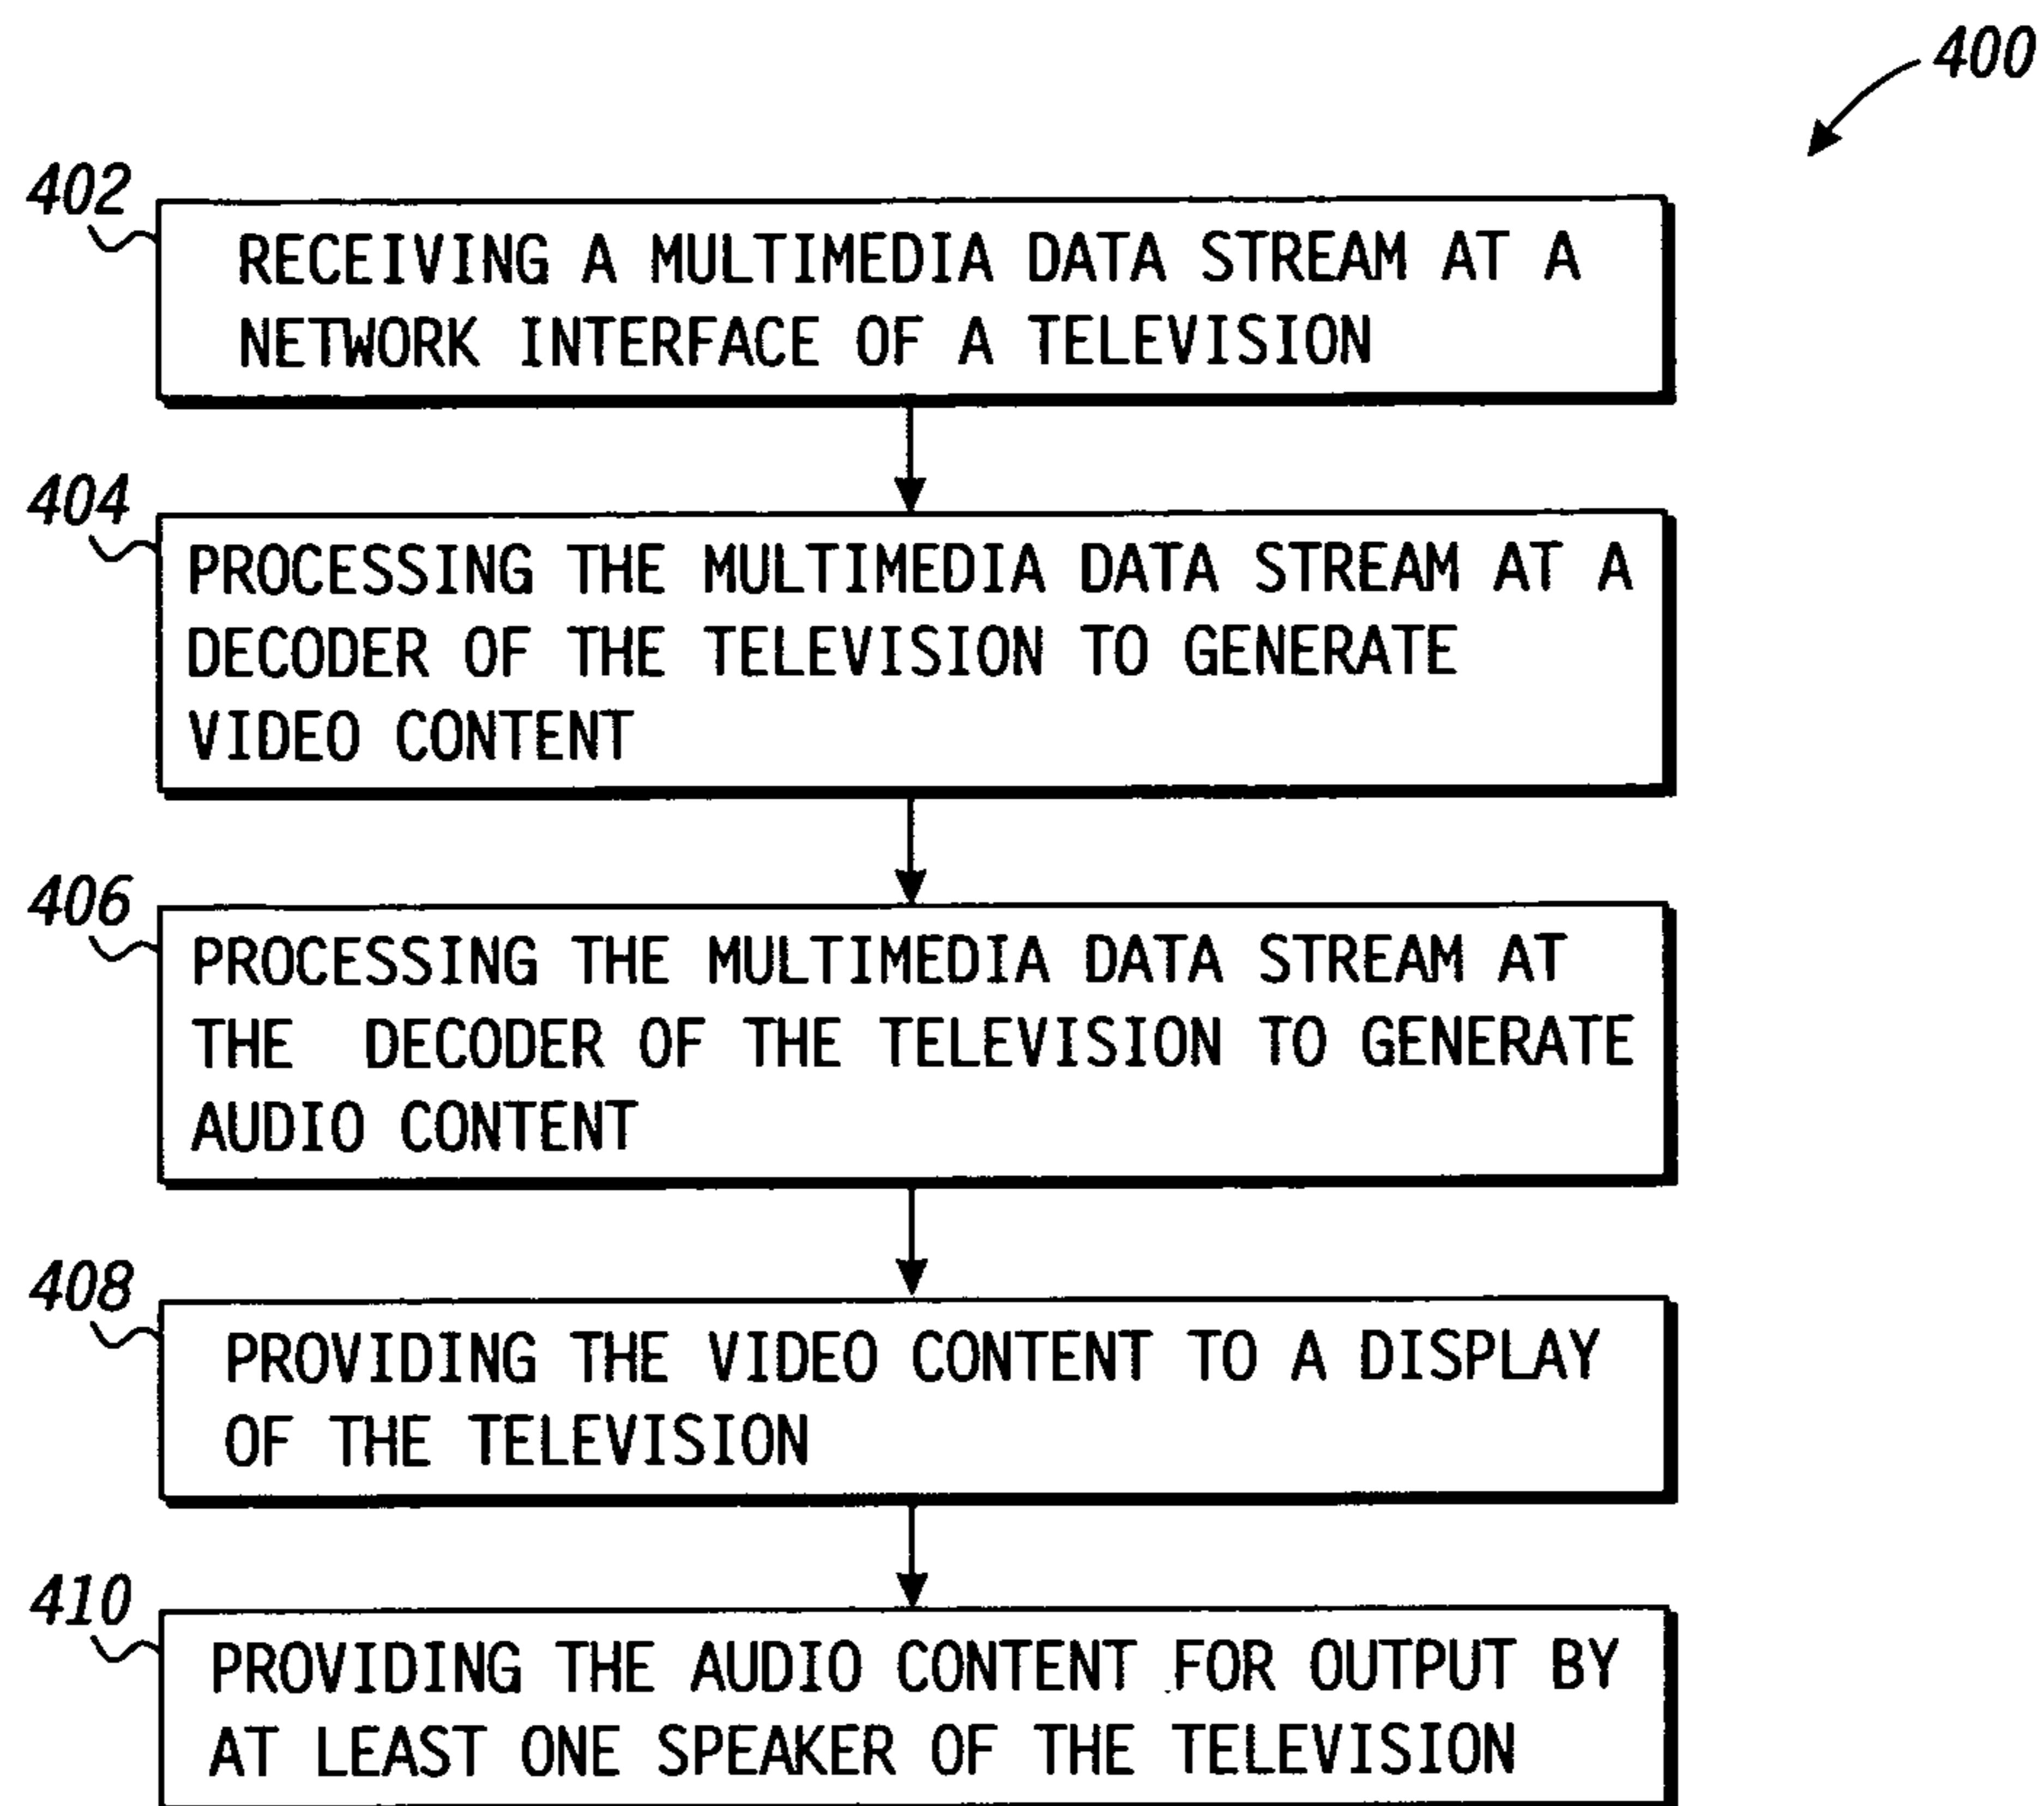 400
402
RECEIVING A MULTIMEDIA DATA STREAM AT A
NETWORK INTERFACE OF A TELEVISION
404
PROCESSING THE MULTIMEDIA DATA STREAM AT A
DECODER OF THE TELEVISION TO GENERATE
VIDEO CONTENT
406
PROCESSING THE MULTIMEDIA DATA STREAM AT
THE DECODER OF THE TELEVISION TO GENERATE
AUDIO CONTENT
408
PROVIDING THE VIDEO CONTENT TO A DISPLAY
OF THE TELEVISION
410
PROVIDING THE AUDIO CONTENT FOR OUTPUT BY
AT LEAST ONE SPEAKER OF THE TELEVISION